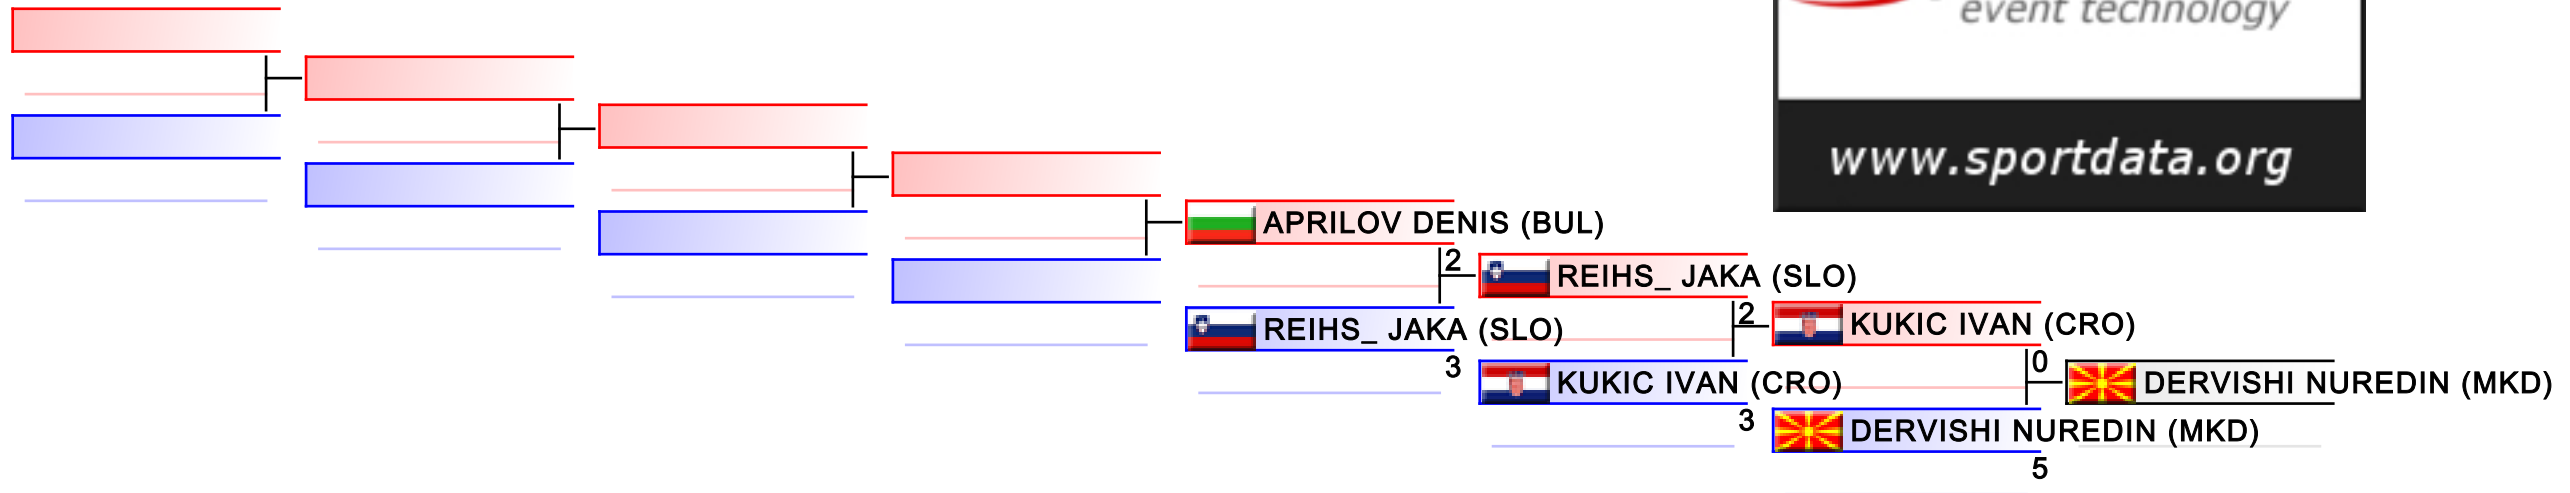 event technology
www.sportdata.org
APRILOV DENIS (BUL)
2
REIHS_ JAKA (SLO)
REIHS_ JAKA (SLO)
3
2
KUKIC IVAN (CRO)
KUKIC IVAN (CRO)
3
0
DERVISHI NUREDIN (MKD)
DERVISHI NUREDIN (MKD)
5